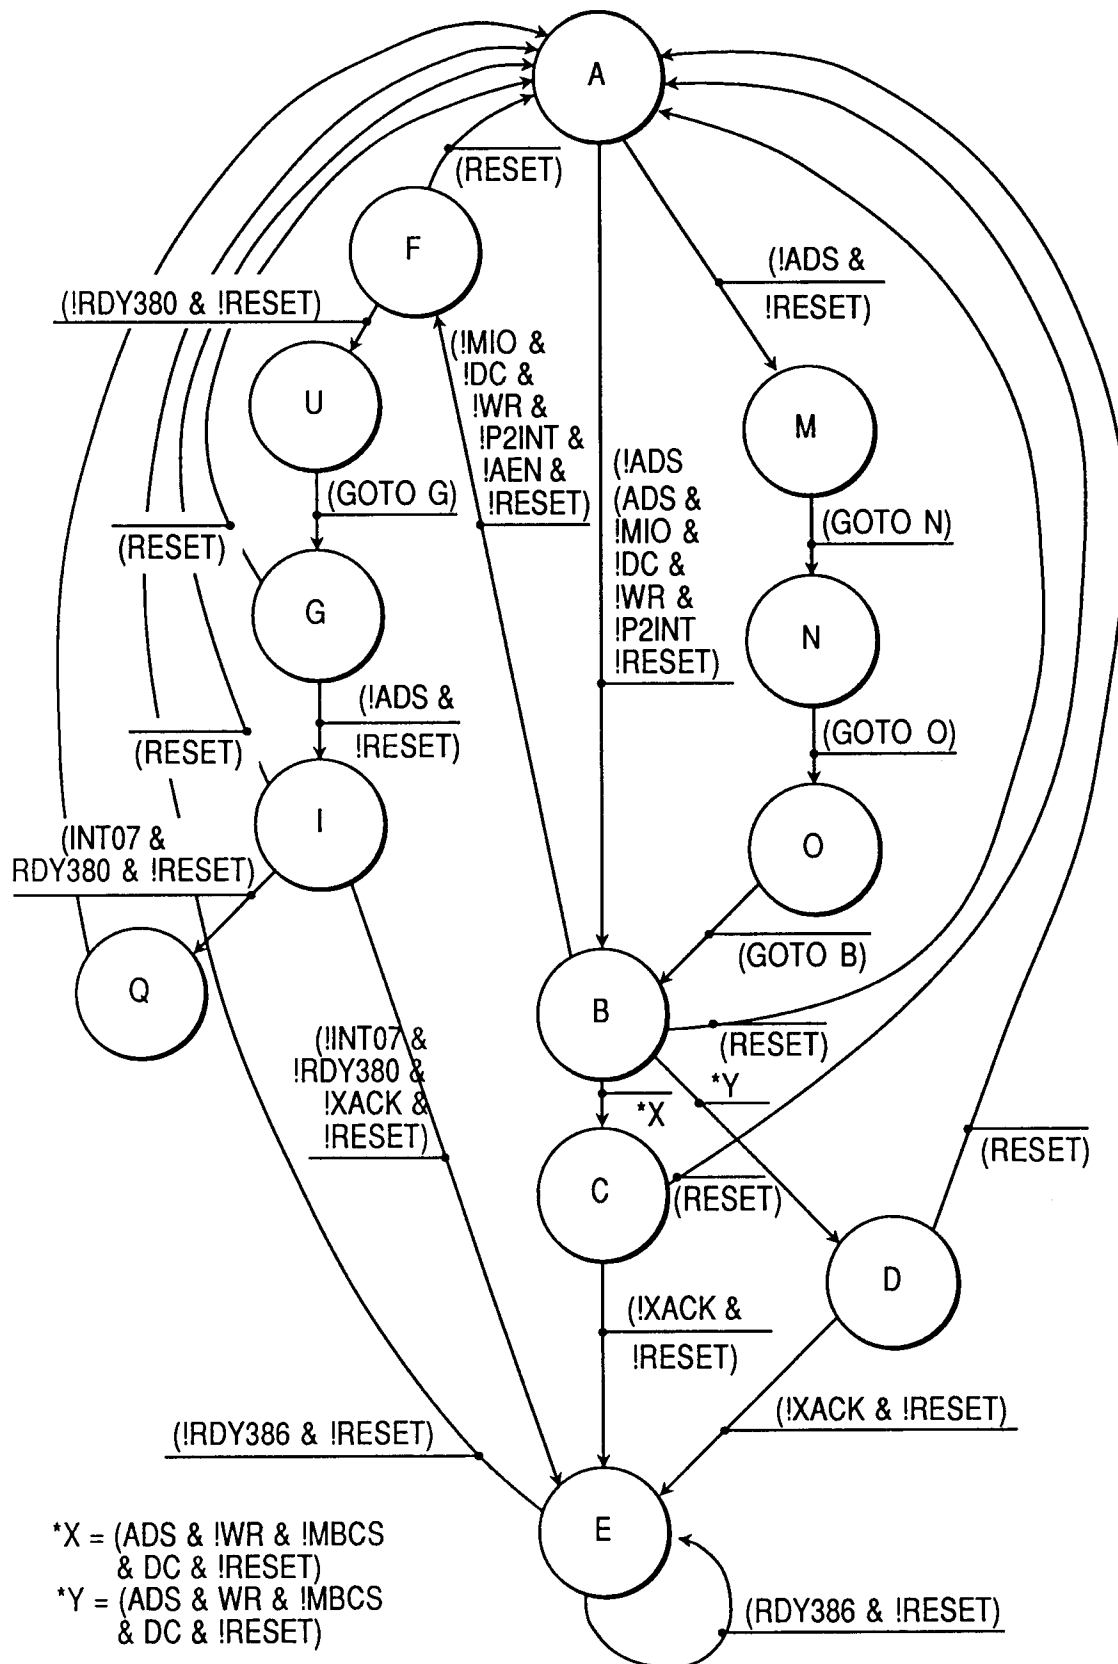 A
(RESET)
F
(!ADS &
!RESET)
(!RDY380 & !RESET)
(!MIO &
!DC &
!WR &
!P2INT &
!AEN &
!RESET)
U
M
(!ADS
(ADS &
!MIO &
!DC &
!WR &
!P2INT
!RESET)
(GOTO G)
(GOTO N)
(RESET)
G
N
(!ADS &
!RESET)
(RESET)
(GOTO O)
I
O
(INT07 &
RDY380 & !RESET)
(GOTO B)
Q
B
(RESET)
(!INT07 &
!RDY380 &
!XACK &
!RESET)
*Y
*X
(RESET)
C
(RESET)
D
(!XACK &
!RESET)
(!XACK & !RESET)
(!RDY386 & !RESET)
E
(RDY386 & !RESET)
*X = (ADS & !WR & !MBCS
& DC & !RESET)
*Y = (ADS & WR & !MBCS
& DC & !RESET)